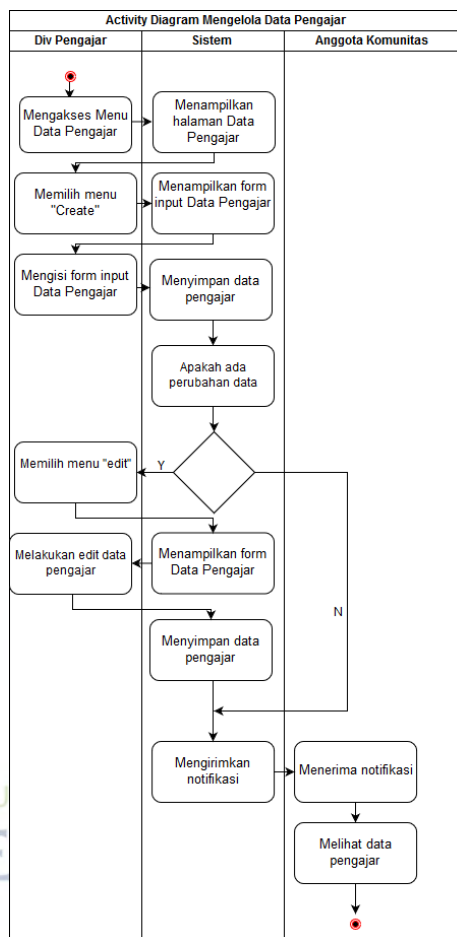 Activity Diagram Mengelola Data Pengajar
Div Pengajar
Sistem
Anggota Komunitas
Mengakses Menu
Data Pengajar
Menampilkan
halaman Data
Pengajar
Memilih menu
"Create"
Menampilkan form
input Data Pengajar
Mengisi form input
Data Pengajar
Menyimpan data
pengajar
Apakah ada
perubahan data
Y
Memilih menu "edit"
Menampilkan form
Data Pengajar
Melakukan edit data
pengajar
N
Menyimpan data
pengajar
Mengirimkan
notifikasi
Menerima notifikasi
Melihat data
pengajar